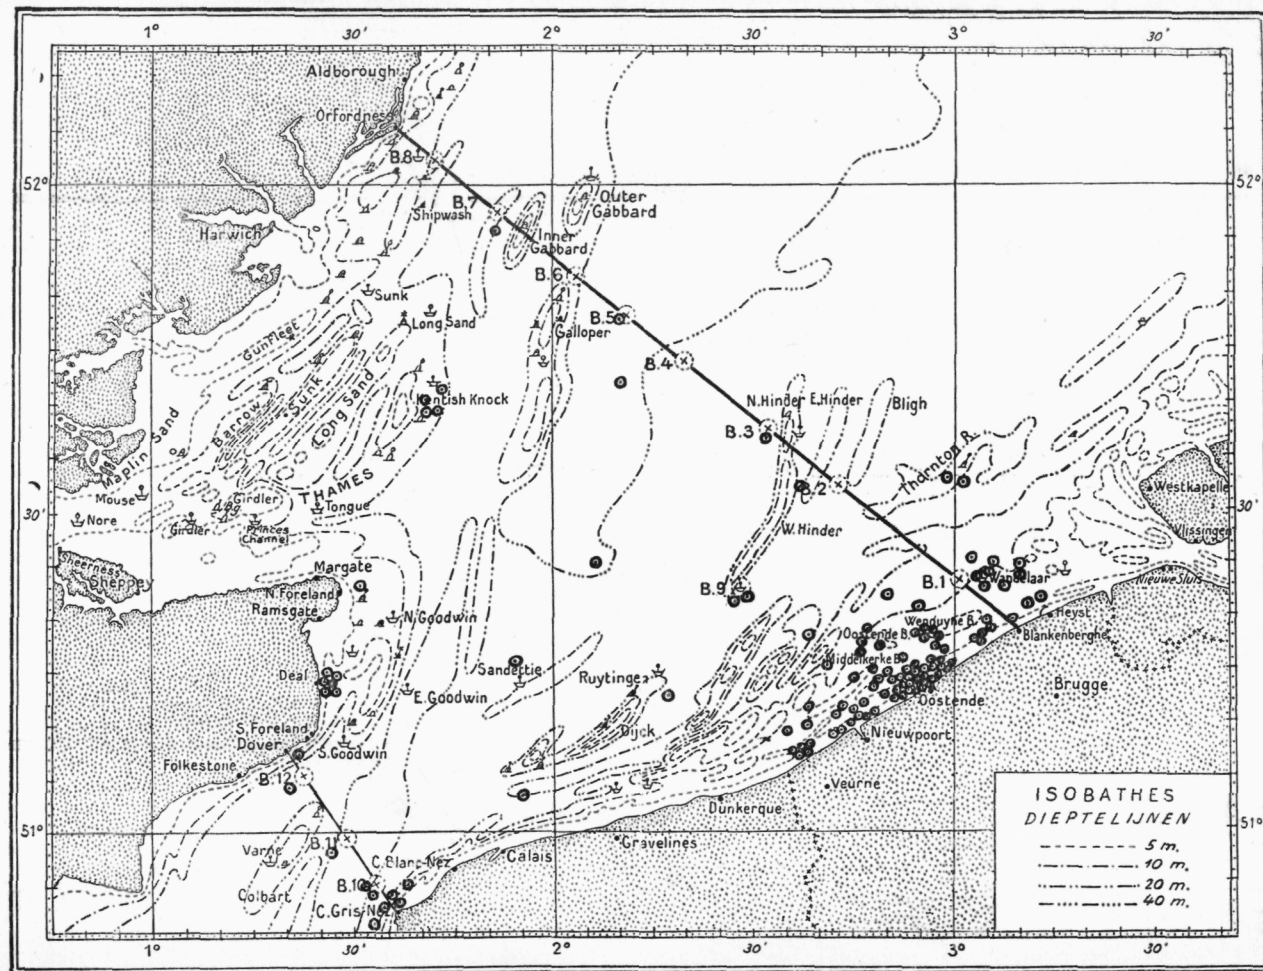 1°
30'
2°
30'
3°
30'
Aldborough
Orfordness
B.8
52°
52°
B.7
Shipwash
Outer
Gabbard
Inner
Gabbard
Harwich
B.6
Sunk
B.5
Long Sand
Galloper
Gunfleet
B.4
Sunk
Long Sand
Barrow
Kentish Knock
N.Hinder
E.Hinder
Bligh
B.3
Maplin Sand
Thornton R.
THAMES
Mouse
Girdler
Tongue
C.2
Westkapelle
30'
30'
Nore
Girdler
Princes
Channel
W.Hinder
Vlissingen
Sheerness
Sheppey
Margate
N.Foreland
Ramsgate
B.9
B.1
Wandelaar
Nieuwe Sluis
Heyst
N.Goodwin
Wenduyne B.
Blankenberghe
Oostende B.
Middelkerke B.
Deal
Sandettie
Ruytingen
Brugge
E.Goodwin
Oostende
S.Foreland
Dover
S.Goodwin
Dijck
Nieuwpoort
Folkestone
B.12
Veurne
Dunkerque
ISOBATHES
DIEPTELIJNEN
5 m.
10 m.
20 m.
40 m.
51°
51°
B.11
Varne
Gravelines
Calais
C.Blanc-Nez
Colbart
B.10
C.Gris-Nez
1°
30'
2°
30'
3°
30'